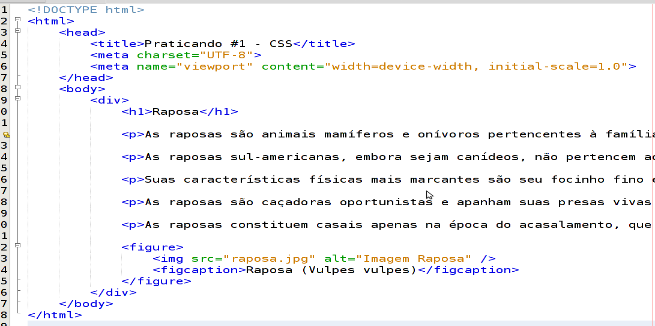 1 <!DOCTYPE html>
2 <html>
3 <head>
4 <title>Praticando #1 - CSS</title>
5 <meta charset="UTF-8">
6 <meta name="viewport" content="width=device-width, initial-scale=1.0">
7 </head>
8 <body>
9 <div>
0 <h1>Raposa</h1>
1
<p>As raposas são animais mamíferos e onívoros pertencentes à família
3
4 <p>As raposas sul-americanas, embora sejam canídeos, não pertencem
5
6 <p>Suas características físicas mais marcantes são seu focinho fino
7
8 <p>As raposas são caçadoras oportunistas e apanham suas presas vivas
9
0 <p>As raposas constituem casais apenas na época do acasalamento, que
1
2 <figure>
3 <img src="raposa.jpg" alt="Imagem Raposa" />
4 <figcaption>Raposa (Vulpes vulpes)</figcaption>
5 </figure>
6 </div>
7 </body>
8 </html>